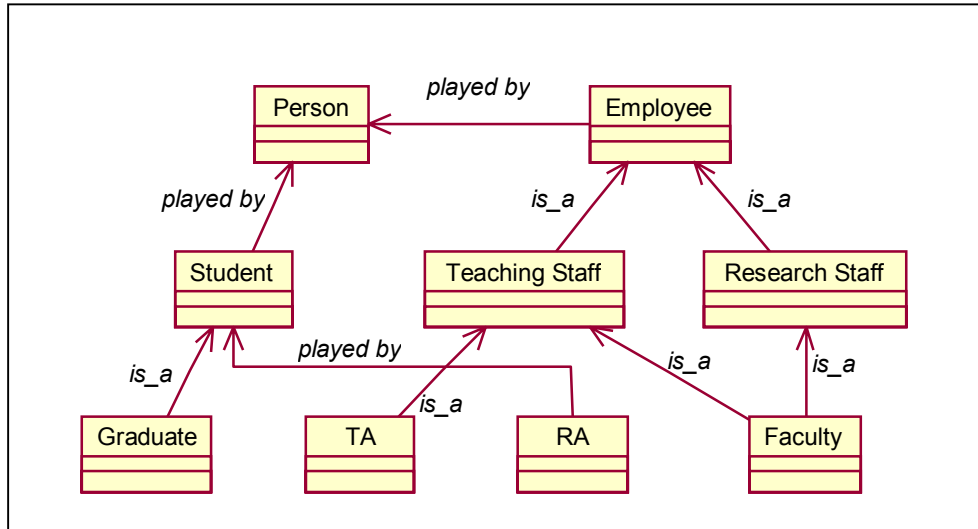 Person
played by
Employee
played by
is_a
is_a
Student
Teaching Staff
Research Staff
played by
is_a
is_a
is_a
is_a
Graduate
TA
RA
Faculty